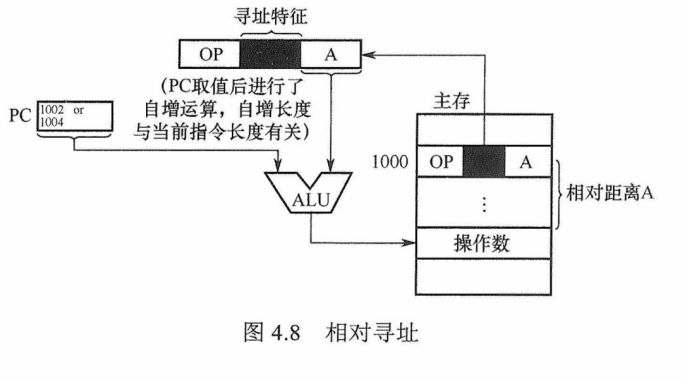 寻址特征
OP
A
(PC取值后进行了
自增运算，自增长度
与当前指令长度有关)
PC
1002 or
1004
主存
1000
OP
A
ALU
⋮
相对距离A
操作数
图 4.8 相对寻址